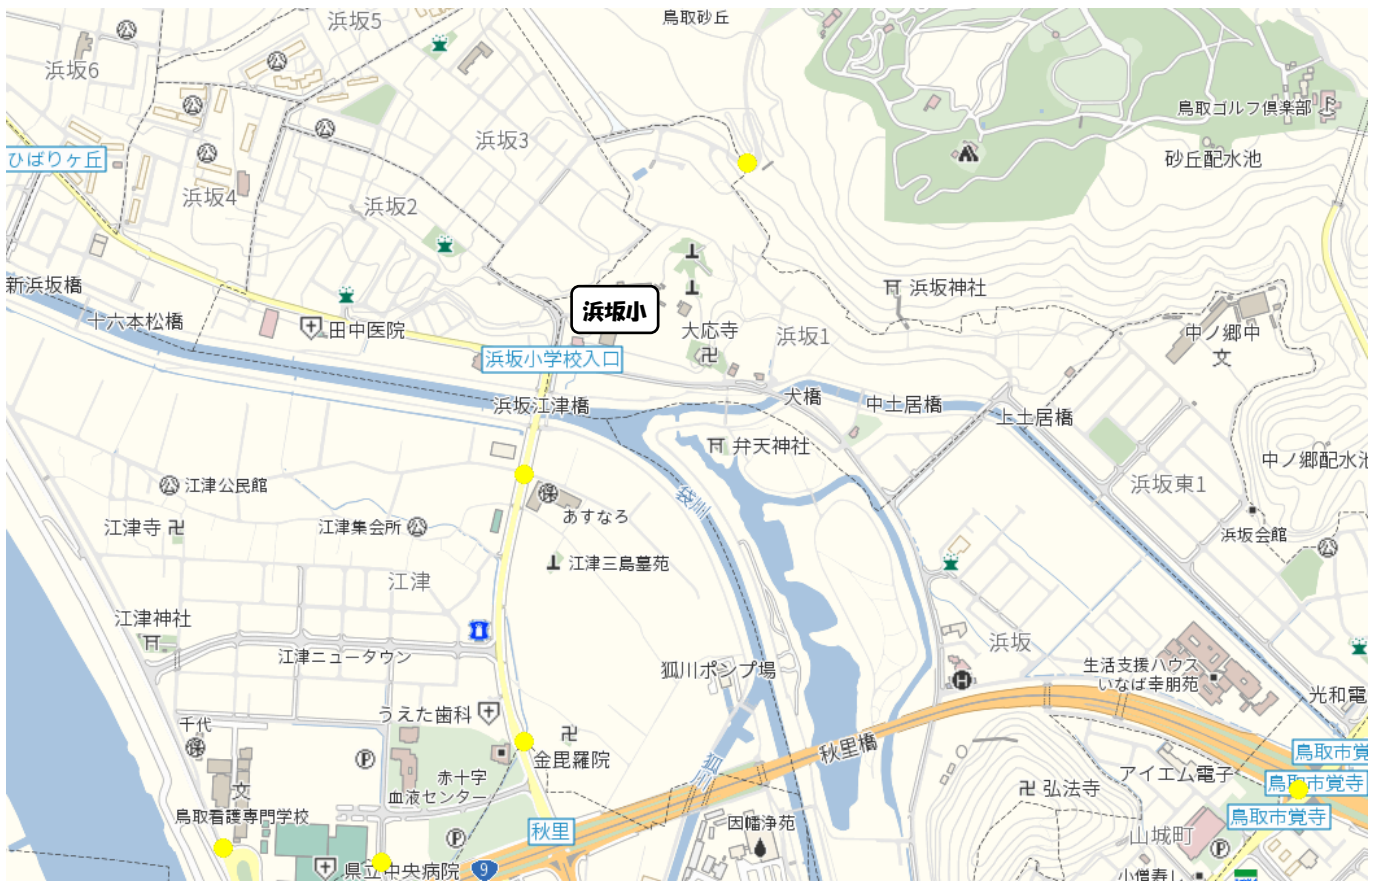 浜坂5
鳥取砂丘
浜坂6
鳥取ゴルフ倶楽部
浜坂3
ひばりヶ丘
砂丘配水池
浜坂4
浜坂2
新浜坂橋
浜坂神社
十六本松橋
浜坂小
田中医院
大応寺
浜坂1
中ノ郷中
文
浜坂小学校入口
浜坂江津橋
犬橋
中土居橋
上土居橋
弁天神社
中ノ郷配水池
江津公民館
浜坂東1
袋川
あすなろ
江津寺
江津集会所
浜坂会館
江津三島墓苑
江津
江津神社
浜坂
江津ニュータウン
狐川ポンプ場
生活支援ハウス
いなば幸朋苑
光和電
うえた歯科
千代
秋里橋
鳥取市覚
金毘羅院
アイエム電子
赤十字
血液センター
文
弘法寺
鳥取市覚寺
鳥取看護専門学校
鳥取市覚寺
因幡浄苑
秋里
山城町
県立中央病院
9
小僧寿し